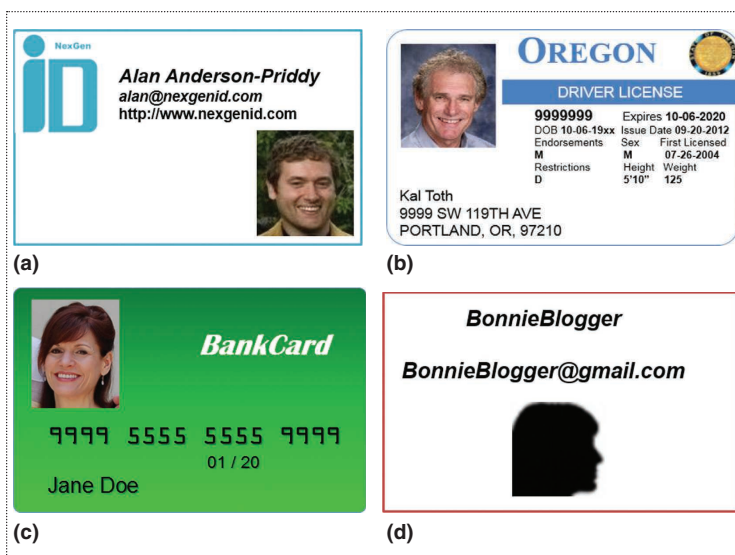 NexGen
iD
Alan Anderson-Priddy
alan@nexgenid.com
http://www.nexgenid.com
(a)
OREGON
DRIVER LICENSE
9999999 Expires 10-06-2020
DOB 10-06-19xx Issue Date 09-20-2012
Endorsements Sex First Licensed
M M 07-26-2004
Restrictions Height Weight
D 5'10" 125
Kal Toth
9999 SW 119TH AVE
PORTLAND, OR, 97210
(b)
BankCard
9999 5555 5555 9999
01 / 20
Jane Doe
(c)
BonnieBlogger
BonnieBlogger@gmail.com
(d)